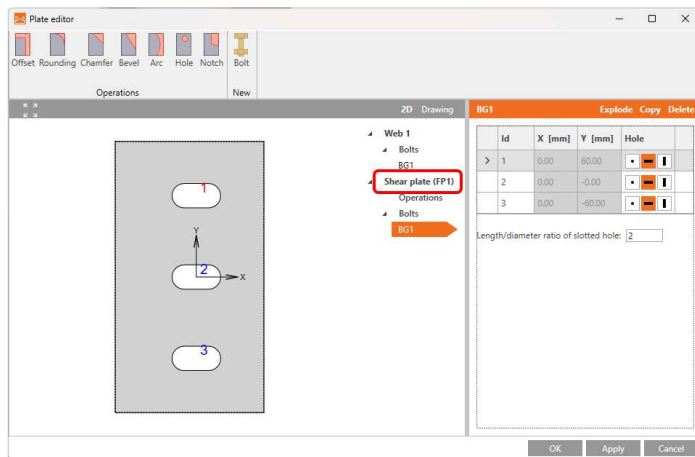 Plate editor
Offset Rounding Chamfer Bevel Arc Hole Notch Bolt
Operations New
2D Drawing
BG1 Explode Copy Delete
Web 1
Bolts
BG1
Shear plate (FP1)
Operations
Bolts
BG1
1
Y
2
X
3
Id X [mm] Y [mm] Hole
> 1 0.00 60.00
2 0.00 -0.00
3 0.00 -60.00
Length/diameter ratio of slotted hole: 2
OK Apply Cancel